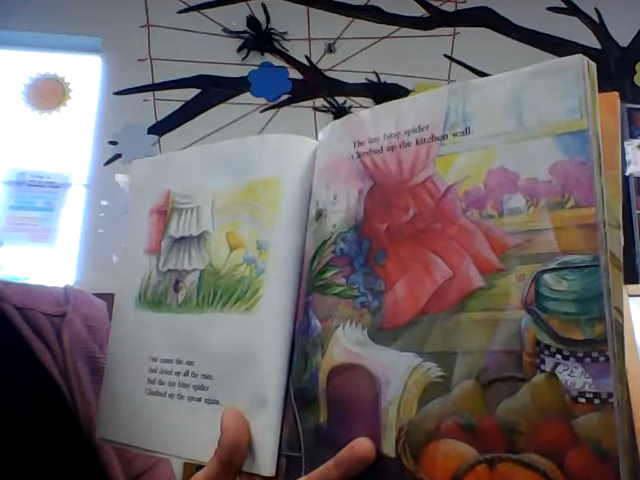 Out came the sun
And dried up all the rain,
And the itsy bitsy spider
Climbed up the spout again.
The itsy bitsy spider
Climbed up the kitchen wall.